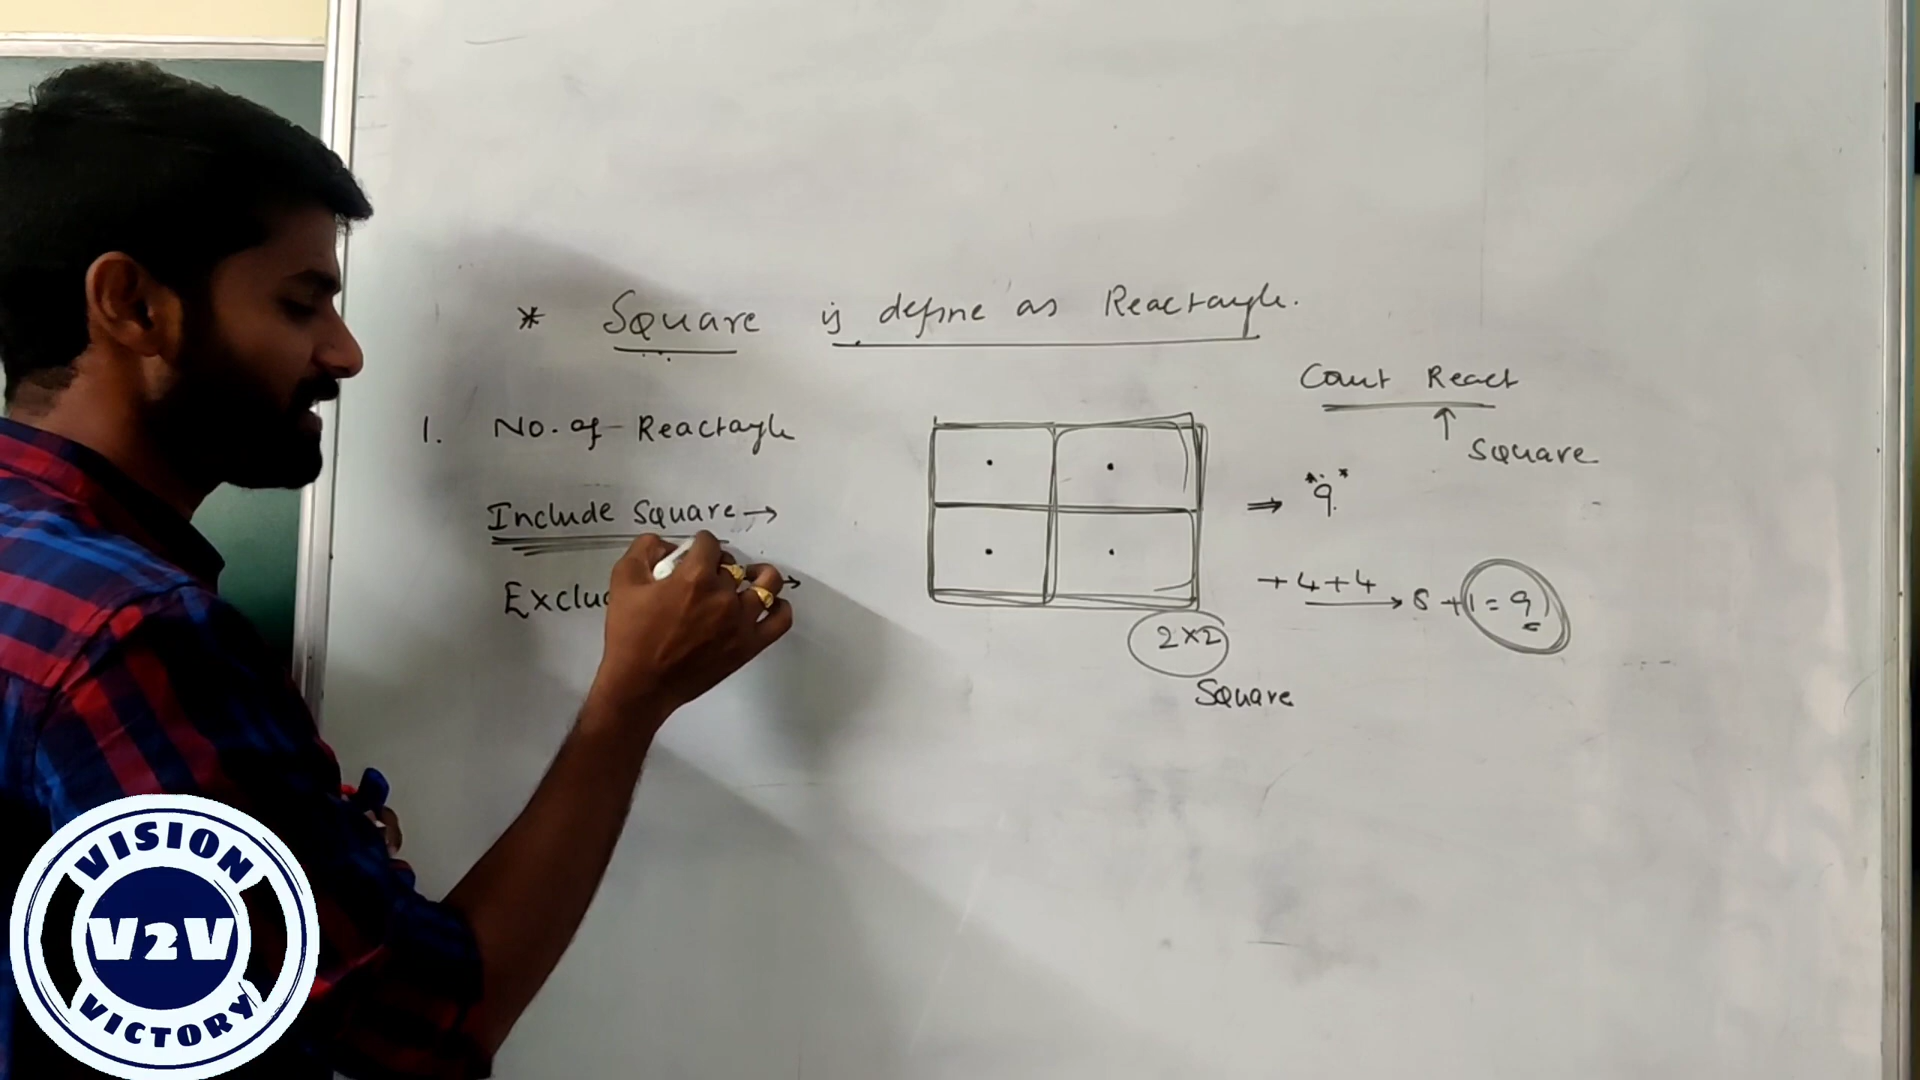 * Square is define as Reactangle.
Count React
↑
Square
1. No. of Reactangle
Include Square →
⇒ 9
Exclu
→
+ 4 + 4 → 8 + 1 = 9
2 x 2
Square
VISION
V2V
VICTORY